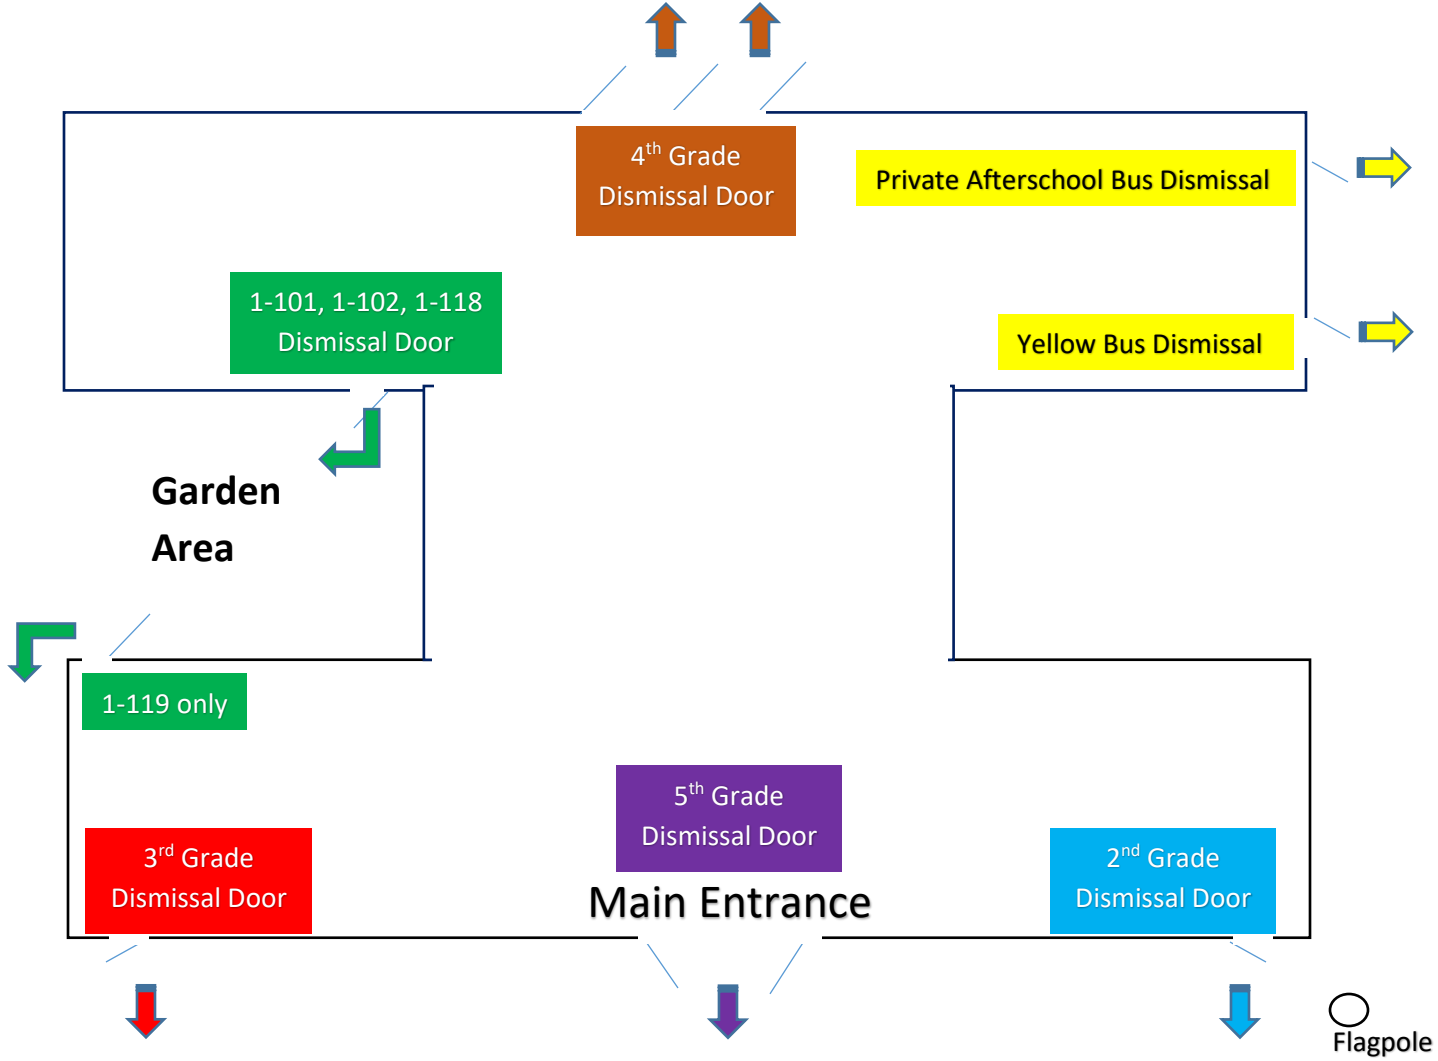 4th Grade
Dismissal Door
Private Afterschool Bus Dismissal
1-101, 1-102, 1-118
Dismissal Door
Yellow Bus Dismissal
Garden
Area
1-119 only
5th Grade
Dismissal Door
3rd Grade
Dismissal Door
Main Entrance
2nd Grade
Dismissal Door
Flagpole